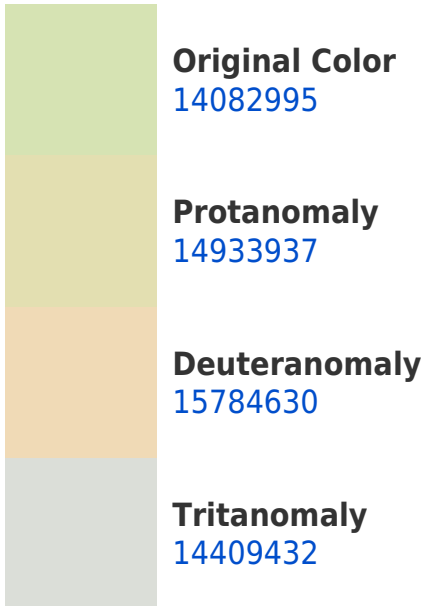 Original Color
14082995
Protanomaly
14933937
Deuteranomaly
15784630
Tritanomaly
14409432